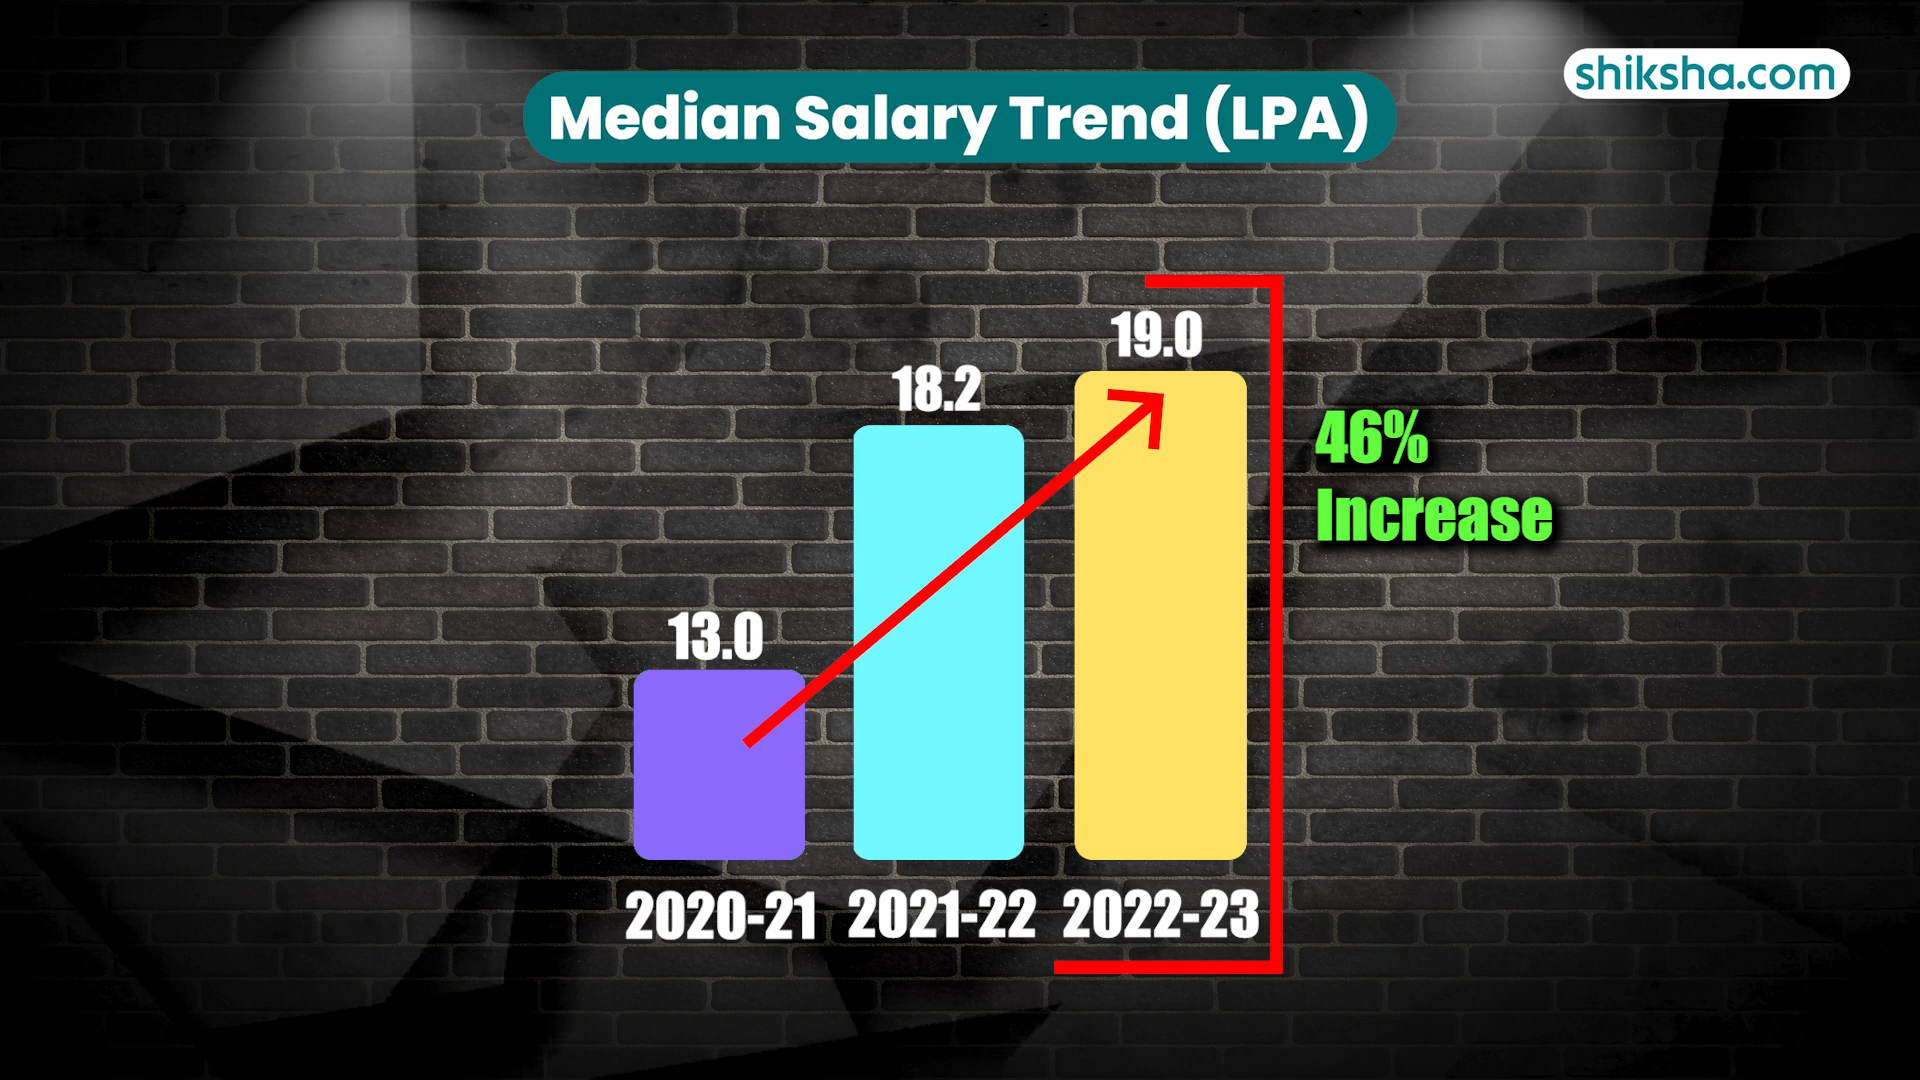 shiksha.com
Median Salary Trend (LPA)
19.0
18.2
13.0
46%
Increase
2020-21 2021-22 2022-23